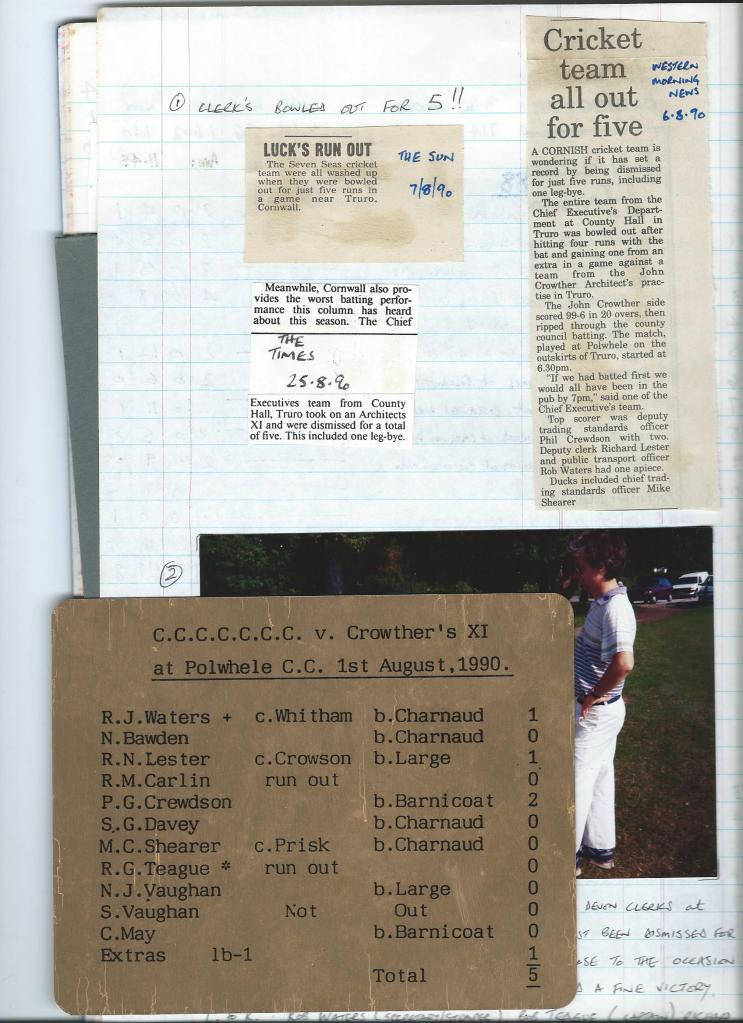 ① CLERK'S BOWLED OUT FOR 5!!
LUCK'S RUN OUT
The Seven Seas cricket
team were all washed up
when they were bowled
out for just five runs in
a game near Truro,
Cornwall.
THE SUN
7/8/90
Meanwhile, Cornwall also pro-
vides the worst batting perfor-
mance this column has heard
about this season. The Chief
THE
TIMES
25.8.90
Executives team from County
Hall, Truro took on an Architects
XI and were dismissed for a total
of five. This included one leg-bye.
Cricket
team
all out
for five
WESTERN
MORNING
NEWS
6.8.90
A CORNISH cricket team is
wondering if it has set a
record by being dismissed
for just five runs, including
one leg-bye.
The entire team from the
Chief Executive's Depart-
ment at County Hall in
Truro was bowled out after
hitting four runs with the
bat and gaining one from an
extra in a game against a
team from the John
Crowther Architect's prac-
tise in Truro.
The John Crowther side
scored 99-6 in 20 overs, then
ripped through the county
council batting. The match,
played at Polwhele on the
outskirts of Truro, started at
6.30pm.
"If we had batted first we
would all have been in the
pub by 7pm," said one of the
Chief Executive's team.
Top scorer was deputy
trading standards officer
Phil Crewdson with two.
Deputy clerk Richard Lester
and public transport officer
Rob Waters had one apiece.
Ducks included chief trad-
ing standards officer Mike
Shearer
②
C.C.C.C.C.C.C. v. Crowther's XI
at Polwhele C.C. 1st August,1990.
R.J.Waters + c.Whitham b.Charnaud 1
N.Bawden b.Charnaud 0
R.N.Lester c.Crowson b.Large 1
R.M.Carlin run out 0
P.G.Crewdson b.Barnicoat 2
S.G.Davey b.Charnaud 0
M.C.Shearer c.Prisk b.Charnaud 0
R.G.Teague * run out 0
N.J.Vaughan b.Large 0
S.Vaughan Not Out 0
C.May b.Barnicoat 0
Extras lb-1 1
Total 5
DEVON CLERKS AT
BEEN DISMISSED FOR
TO THE OCCASION
A FINE VICTORY.
ROB WATERS